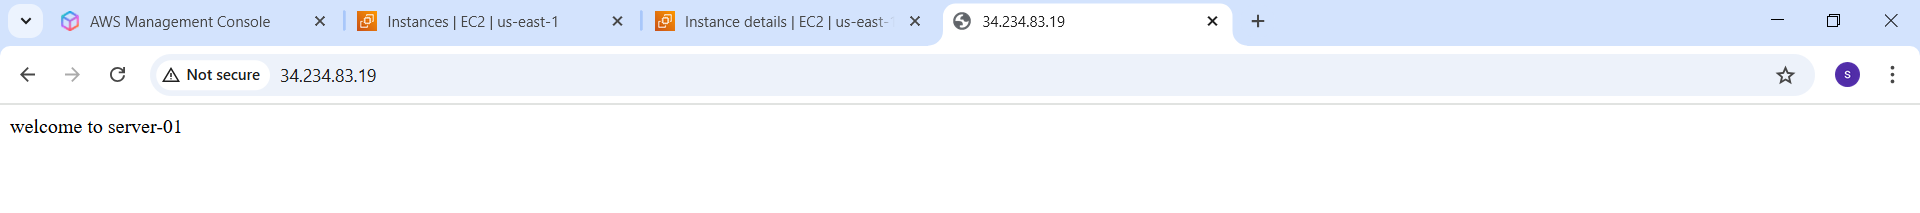 AWS Management Console
Instances | EC2 | us-east-1
Instance details | EC2 | us-east-
34.234.83.19
Not secure
34.234.83.19
S
welcome to server-01